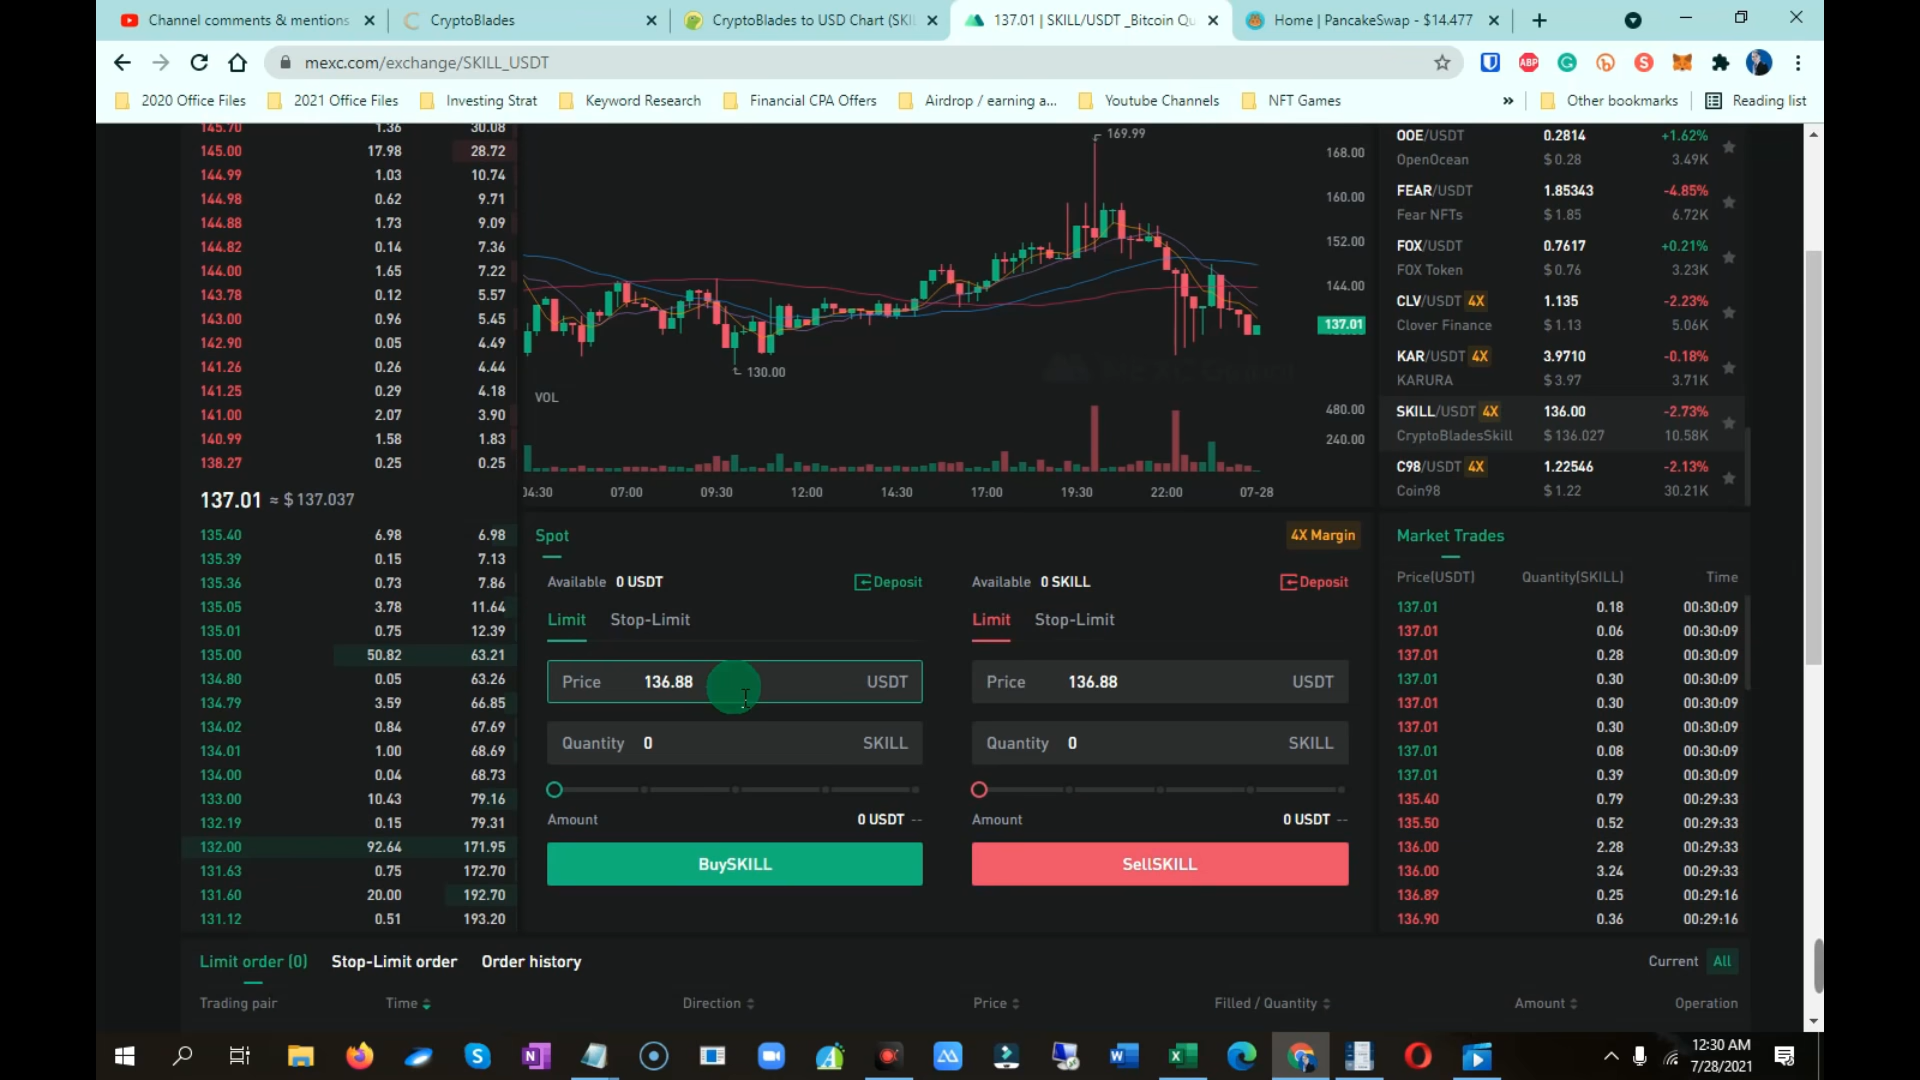 Channel comments & mentions
CryptoBlades
CryptoBlades to USD Chart (SKIL
137.01 | SKILL/USDT _Bitcoin Qu
Home | PancakeSwap - $14.477
mexc.com/exchange/SKILL_USDT
2020 Office Files
2021 Office Files
Investing Strat
Keyword Research
Financial CPA Offers
Airdrop / earning a...
Youtube Channels
NFT Games
Other bookmarks
Reading list
145.70 1.36 30.08
145.00 17.98 28.72
144.99 1.03 10.74
144.98 0.62 9.71
144.88 1.73 9.09
144.82 0.14 7.36
144.00 1.65 7.22
143.78 0.12 5.57
143.00 0.96 5.45
142.90 0.05 4.49
141.26 0.26 4.44
141.25 0.29 4.18
141.00 2.07 3.90
140.99 1.58 1.83
138.27 0.25 0.25
137.01 ≈ $ 137.037
135.40 6.98 6.98
135.39 0.15 7.13
135.36 0.73 7.86
135.05 3.78 11.64
135.01 0.75 12.39
135.00 50.82 63.21
134.80 0.05 63.26
134.79 3.59 66.85
134.02 0.84 67.69
134.01 1.00 68.69
134.00 0.04 68.73
133.00 10.43 79.16
132.19 0.15 79.31
132.00 92.64 171.95
131.63 0.75 172.70
131.60 20.00 192.70
131.12 0.51 193.20
169.99
168.00
160.00
152.00
144.00
137.01
130.00
VOL
480.00
240.00
04:30 07:00 09:30 12:00 14:30 17:00 19:30 22:00 07-28
Spot
4X Margin
Available 0 USDT
Deposit
Limit Stop-Limit
Price 136.88 USDT
Quantity 0 SKILL
Amount 0 USDT --
BuySKILL
Available 0 SKILL
Deposit
Limit Stop-Limit
Price 136.88 USDT
Quantity 0 SKILL
Amount 0 USDT --
SellSKILL
OOE/USDT 0.2814 +1.62%
OpenOcean $ 0.28 3.49K
FEAR/USDT 1.85343 -4.85%
Fear NFTs $ 1.85 6.72K
FOX/USDT 0.7617 +0.21%
FOX Token $ 0.76 3.23K
CLV/USDT 4X 1.135 -2.23%
Clover Finance $ 1.13 5.06K
KAR/USDT 4X 3.9710 -0.18%
KARURA $ 3.97 3.71K
SKILL/USDT 4X 136.00 -2.73%
CryptoBladesSkill $ 136.027 10.58K
C98/USDT 4X 1.22546 -2.13%
Coin98 $ 1.22 30.21K
Market Trades
Price(USDT) Quantity(SKILL) Time
137.01 0.18 00:30:09
137.01 0.06 00:30:09
137.01 0.28 00:30:09
137.01 0.30 00:30:09
137.01 0.30 00:30:09
137.01 0.30 00:30:09
137.01 0.08 00:30:09
137.01 0.39 00:30:09
135.40 0.79 00:29:33
135.50 0.52 00:29:33
136.00 2.28 00:29:33
136.00 3.24 00:29:33
136.89 0.25 00:29:16
136.90 0.36 00:29:16
Limit order (0) Stop-Limit order Order history
Current All
Trading pair Time Direction Price Filled / Quantity Amount Operation
12:30 AM
7/28/2021